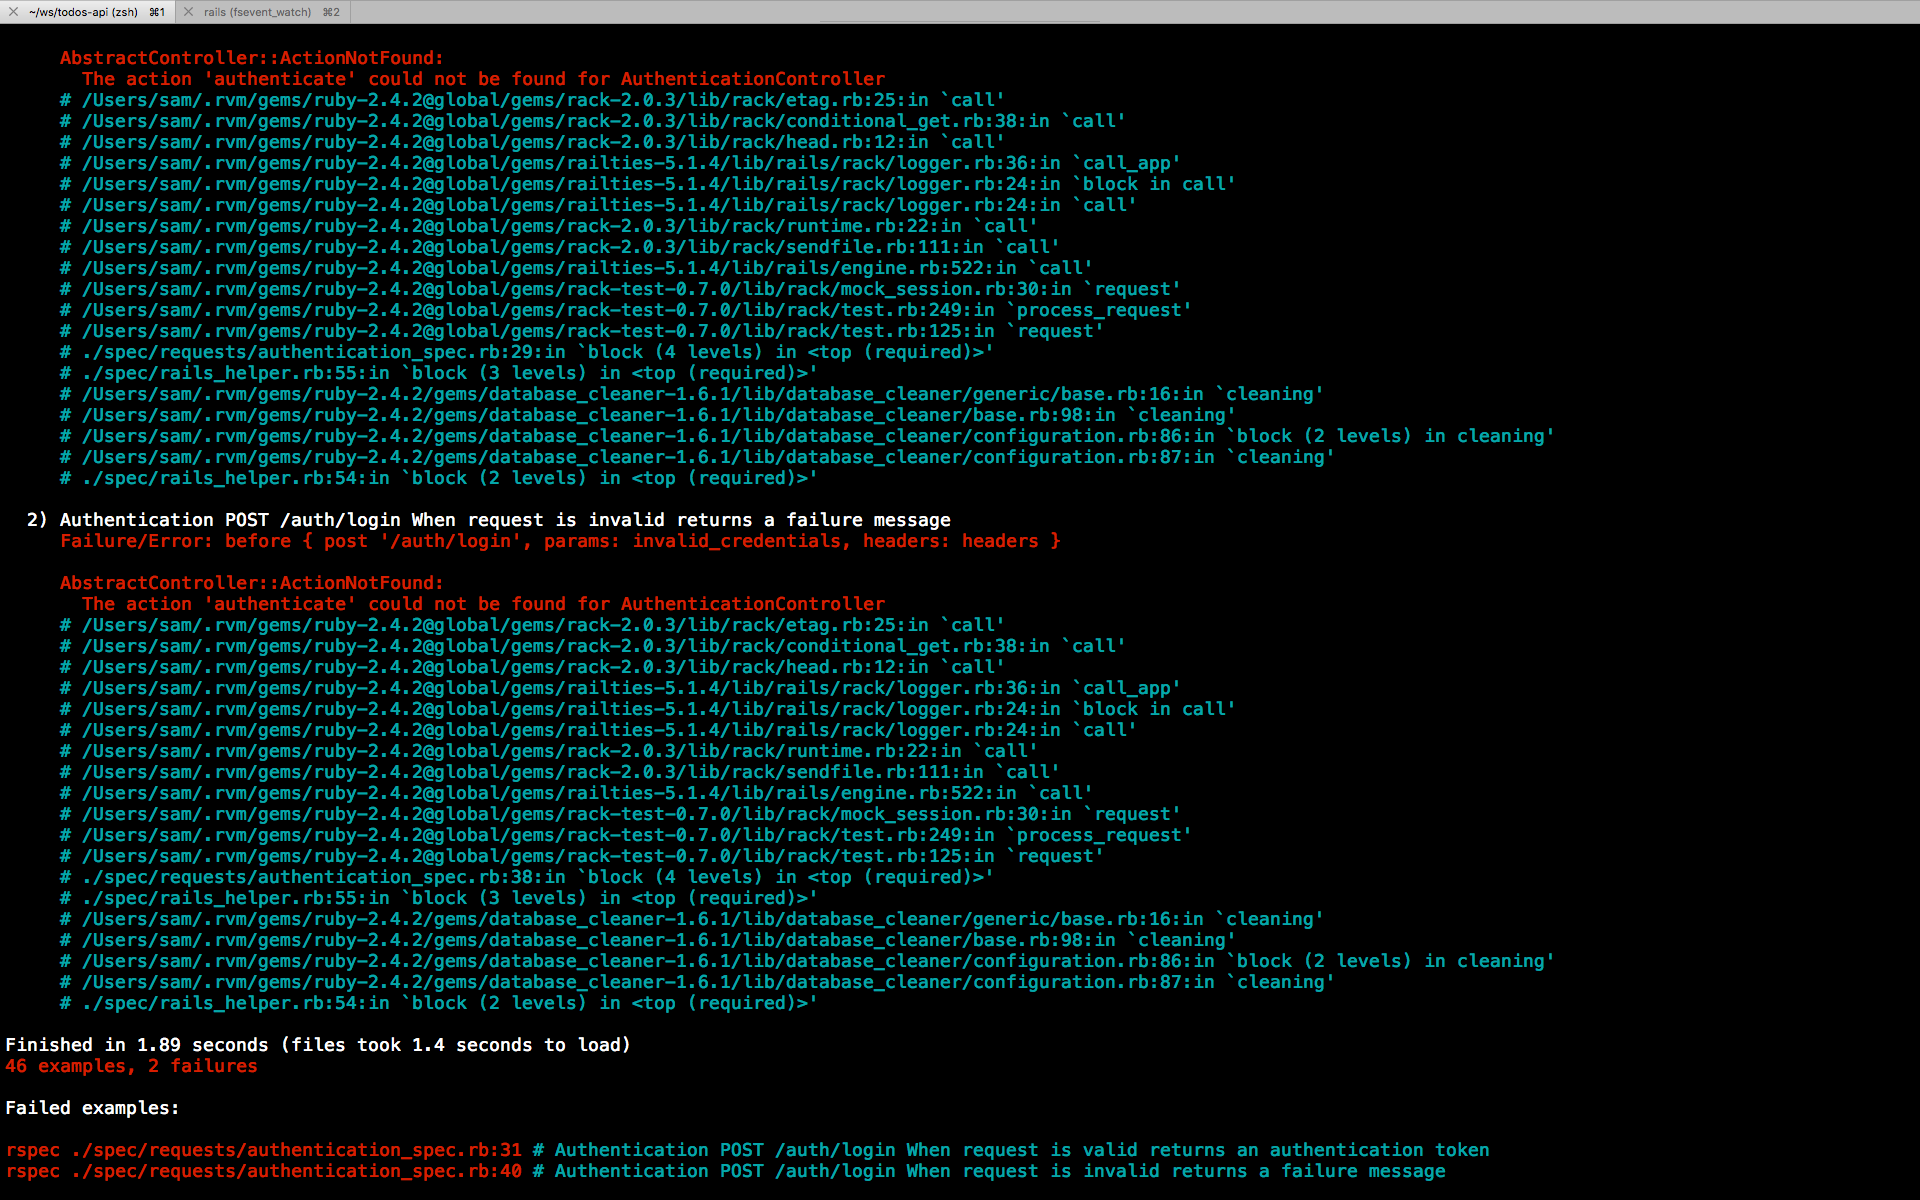 ~/ws/todos-api (zsh) ⌘1 rails (fsevent_watch) ⌘2
AbstractController::ActionNotFound:
The action 'authenticate' could not be found for AuthenticationController
# /Users/sam/.rvm/gems/ruby-2.4.2@global/gems/rack-2.0.3/lib/rack/etag.rb:25:in `call'
# /Users/sam/.rvm/gems/ruby-2.4.2@global/gems/rack-2.0.3/lib/rack/conditional_get.rb:38:in `call'
# /Users/sam/.rvm/gems/ruby-2.4.2@global/gems/rack-2.0.3/lib/rack/head.rb:12:in `call'
# /Users/sam/.rvm/gems/ruby-2.4.2@global/gems/railties-5.1.4/lib/rails/rack/logger.rb:36:in `call_app'
# /Users/sam/.rvm/gems/ruby-2.4.2@global/gems/railties-5.1.4/lib/rails/rack/logger.rb:24:in `block in call'
# /Users/sam/.rvm/gems/ruby-2.4.2@global/gems/railties-5.1.4/lib/rails/rack/logger.rb:24:in `call'
# /Users/sam/.rvm/gems/ruby-2.4.2@global/gems/rack-2.0.3/lib/rack/runtime.rb:22:in `call'
# /Users/sam/.rvm/gems/ruby-2.4.2@global/gems/rack-2.0.3/lib/rack/sendfile.rb:111:in `call'
# /Users/sam/.rvm/gems/ruby-2.4.2@global/gems/railties-5.1.4/lib/rails/engine.rb:522:in `call'
# /Users/sam/.rvm/gems/ruby-2.4.2@global/gems/rack-test-0.7.0/lib/rack/mock_session.rb:30:in `request'
# /Users/sam/.rvm/gems/ruby-2.4.2@global/gems/rack-test-0.7.0/lib/rack/test.rb:249:in `process_request'
# /Users/sam/.rvm/gems/ruby-2.4.2@global/gems/rack-test-0.7.0/lib/rack/test.rb:125:in `request'
# ./spec/requests/authentication_spec.rb:29:in `block (4 levels) in <top (required)>'
# ./spec/rails_helper.rb:55:in `block (3 levels) in <top (required)>'
# /Users/sam/.rvm/gems/ruby-2.4.2/gems/database_cleaner-1.6.1/lib/database_cleaner/generic/base.rb:16:in `cleaning'
# /Users/sam/.rvm/gems/ruby-2.4.2/gems/database_cleaner-1.6.1/lib/database_cleaner/base.rb:98:in `cleaning'
# /Users/sam/.rvm/gems/ruby-2.4.2/gems/database_cleaner-1.6.1/lib/database_cleaner/configuration.rb:86:in `block (2 levels) in cleaning'
# /Users/sam/.rvm/gems/ruby-2.4.2/gems/database_cleaner-1.6.1/lib/database_cleaner/configuration.rb:87:in `cleaning'
# ./spec/rails_helper.rb:54:in `block (2 levels) in <top (required)>'
2) Authentication POST /auth/login When request is invalid returns a failure message
Failure/Error: before { post '/auth/login', params: invalid_credentials, headers: headers }
AbstractController::ActionNotFound:
The action 'authenticate' could not be found for AuthenticationController
# /Users/sam/.rvm/gems/ruby-2.4.2@global/gems/rack-2.0.3/lib/rack/etag.rb:25:in `call'
# /Users/sam/.rvm/gems/ruby-2.4.2@global/gems/rack-2.0.3/lib/rack/conditional_get.rb:38:in `call'
# /Users/sam/.rvm/gems/ruby-2.4.2@global/gems/rack-2.0.3/lib/rack/head.rb:12:in `call'
# /Users/sam/.rvm/gems/ruby-2.4.2@global/gems/railties-5.1.4/lib/rails/rack/logger.rb:36:in `call_app'
# /Users/sam/.rvm/gems/ruby-2.4.2@global/gems/railties-5.1.4/lib/rails/rack/logger.rb:24:in `block in call'
# /Users/sam/.rvm/gems/ruby-2.4.2@global/gems/railties-5.1.4/lib/rails/rack/logger.rb:24:in `call'
# /Users/sam/.rvm/gems/ruby-2.4.2@global/gems/rack-2.0.3/lib/rack/runtime.rb:22:in `call'
# /Users/sam/.rvm/gems/ruby-2.4.2@global/gems/rack-2.0.3/lib/rack/sendfile.rb:111:in `call'
# /Users/sam/.rvm/gems/ruby-2.4.2@global/gems/railties-5.1.4/lib/rails/engine.rb:522:in `call'
# /Users/sam/.rvm/gems/ruby-2.4.2@global/gems/rack-test-0.7.0/lib/rack/mock_session.rb:30:in `request'
# /Users/sam/.rvm/gems/ruby-2.4.2@global/gems/rack-test-0.7.0/lib/rack/test.rb:249:in `process_request'
# /Users/sam/.rvm/gems/ruby-2.4.2@global/gems/rack-test-0.7.0/lib/rack/test.rb:125:in `request'
# ./spec/requests/authentication_spec.rb:38:in `block (4 levels) in <top (required)>'
# ./spec/rails_helper.rb:55:in `block (3 levels) in <top (required)>'
# /Users/sam/.rvm/gems/ruby-2.4.2/gems/database_cleaner-1.6.1/lib/database_cleaner/generic/base.rb:16:in `cleaning'
# /Users/sam/.rvm/gems/ruby-2.4.2/gems/database_cleaner-1.6.1/lib/database_cleaner/base.rb:98:in `cleaning'
# /Users/sam/.rvm/gems/ruby-2.4.2/gems/database_cleaner-1.6.1/lib/database_cleaner/configuration.rb:86:in `block (2 levels) in cleaning'
# /Users/sam/.rvm/gems/ruby-2.4.2/gems/database_cleaner-1.6.1/lib/database_cleaner/configuration.rb:87:in `cleaning'
# ./spec/rails_helper.rb:54:in `block (2 levels) in <top (required)>'
Finished in 1.89 seconds (files took 1.4 seconds to load)
46 examples, 2 failures
Failed examples:
rspec ./spec/requests/authentication_spec.rb:31 # Authentication POST /auth/login When request is valid returns an authentication token
rspec ./spec/requests/authentication_spec.rb:40 # Authentication POST /auth/login When request is invalid returns a failure message